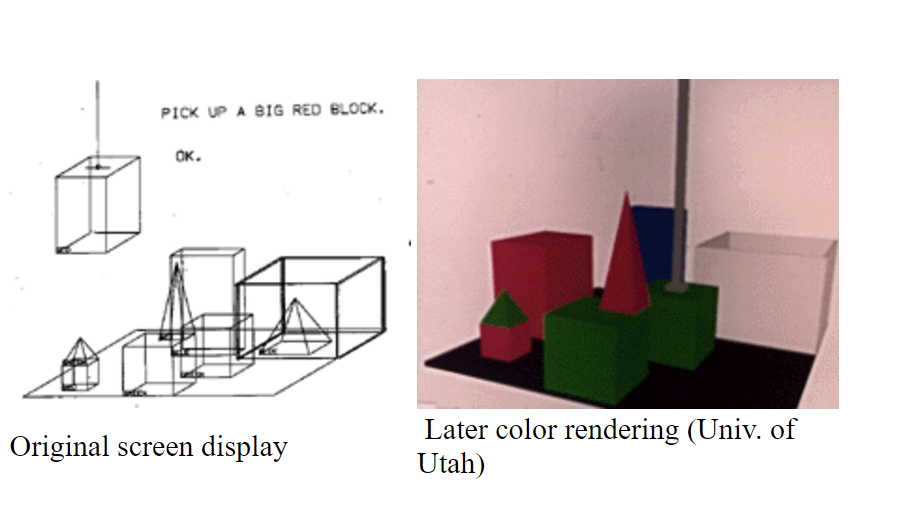 PICK UP A BIG RED BLOCK.
OK.
Original screen display
Later color rendering (Univ. of
Utah)